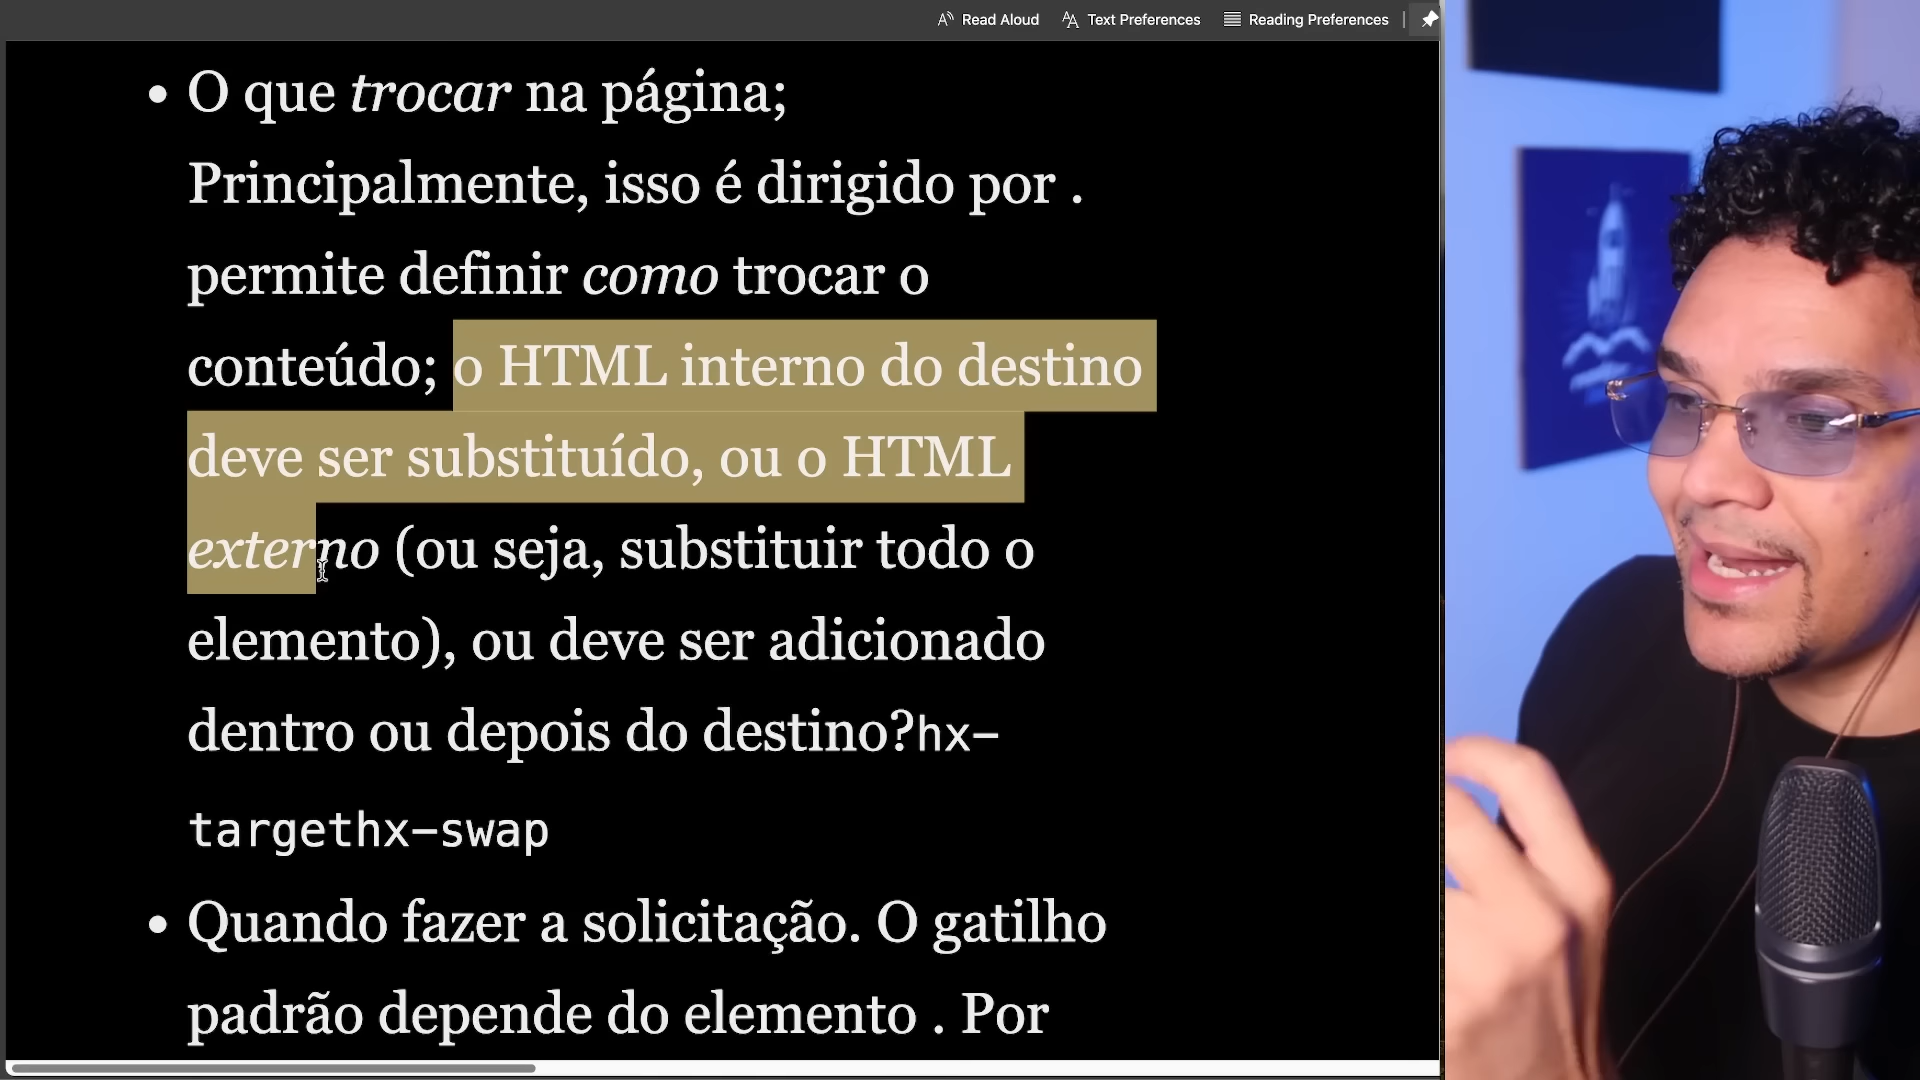 Read Aloud Text Preferences Reading Preferences
• O que trocar na página;
Principalmente, isso é dirigido por .
permite definir como trocar o
conteúdo; o HTML interno do destino
deve ser substituído, ou o HTML
externo (ou seja, substituir todo o
elemento), ou deve ser adicionado
dentro ou depois do destino?hx-
targethx-swap
• Quando fazer a solicitação. O gatilho
padrão depende do elemento . Por